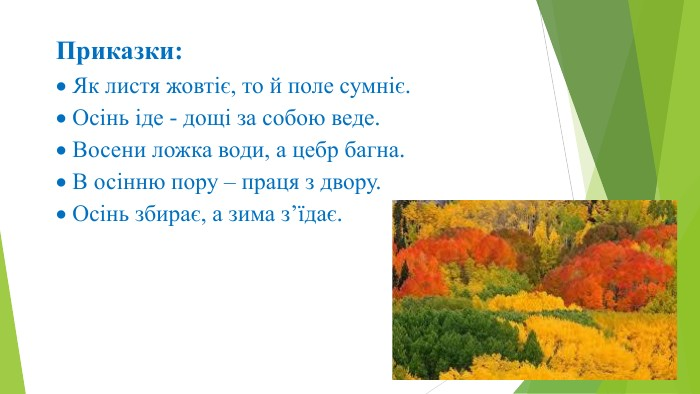 Приказки:
• Як листя жовтіє, то й поле сумніє.
• Осінь іде - дощі за собою веде.
• Восени ложка води, а цебр багна.
• В осінню пору – праця з двору.
• Осінь збирає, а зима з’їдає.